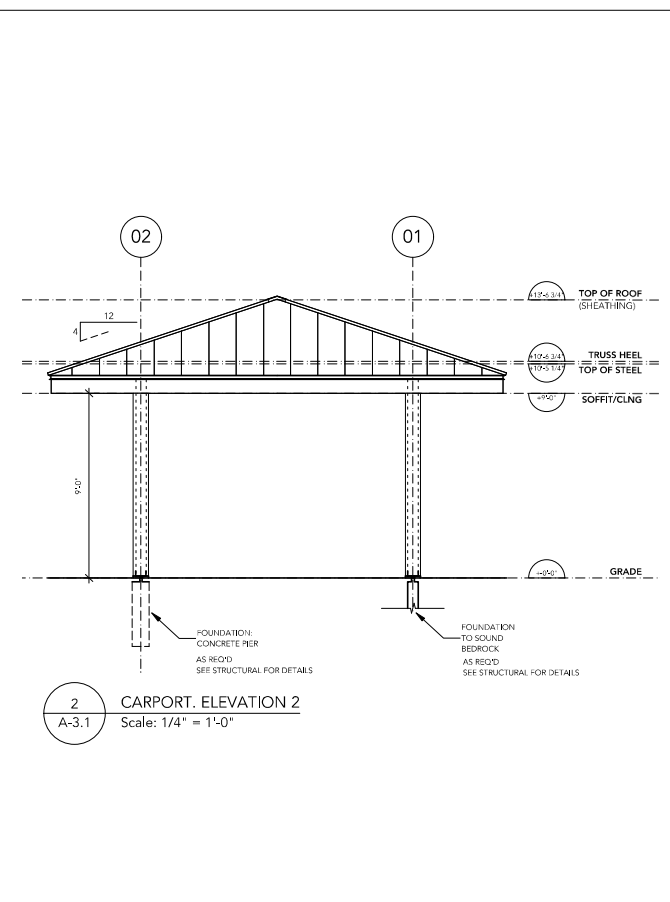 02
01
+13'-6 3/4"
TOP OF ROOF
(SHEATHING)
12
4
+10'-6 3/4"
TRUSS HEEL
+10'-5 1/4"
TOP OF STEEL
+9'-0"
SOFFIT/CLNG
9'-0"
+-0'-0"
GRADE
FOUNDATION:
CONCRETE PIER
AS REQ'D
SEE STRUCTURAL FOR DETAILS
FOUNDATION
TO SOUND
BEDROCK
AS REQ'D
SEE STRUCTURAL FOR DETAILS
2
A-3.1
CARPORT. ELEVATION 2
Scale: 1/4" = 1'-0"